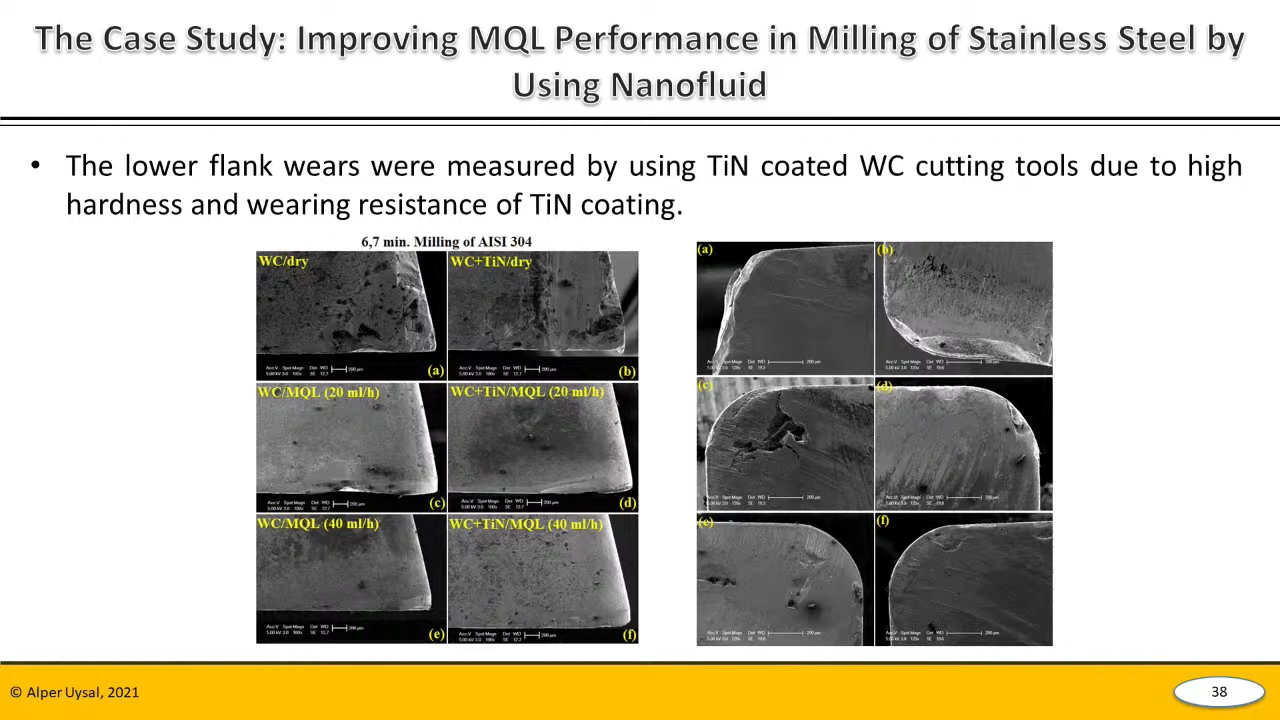 The Case Study: Improving MQL Performance in Milling of Stainless Steel by
Using Nanofluid
• The lower flank wears were measured by using TiN coated WC cutting tools due to high
hardness and wearing resistance of TiN coating.
6,7 min. Milling of AISI 304
WC/dry
(a)
WC+TiN/dry
(b)
WC/MQL (20 ml/h)
(c)
WC+TiN/MQL (20 ml/h)
(d)
WC/MQL (40 ml/h)
(e)
WC+TiN/MQL (40 ml/h)
(f)
(a)
(b)
(c)
(d)
(e)
(f)
© Alper Uysal, 2021
38